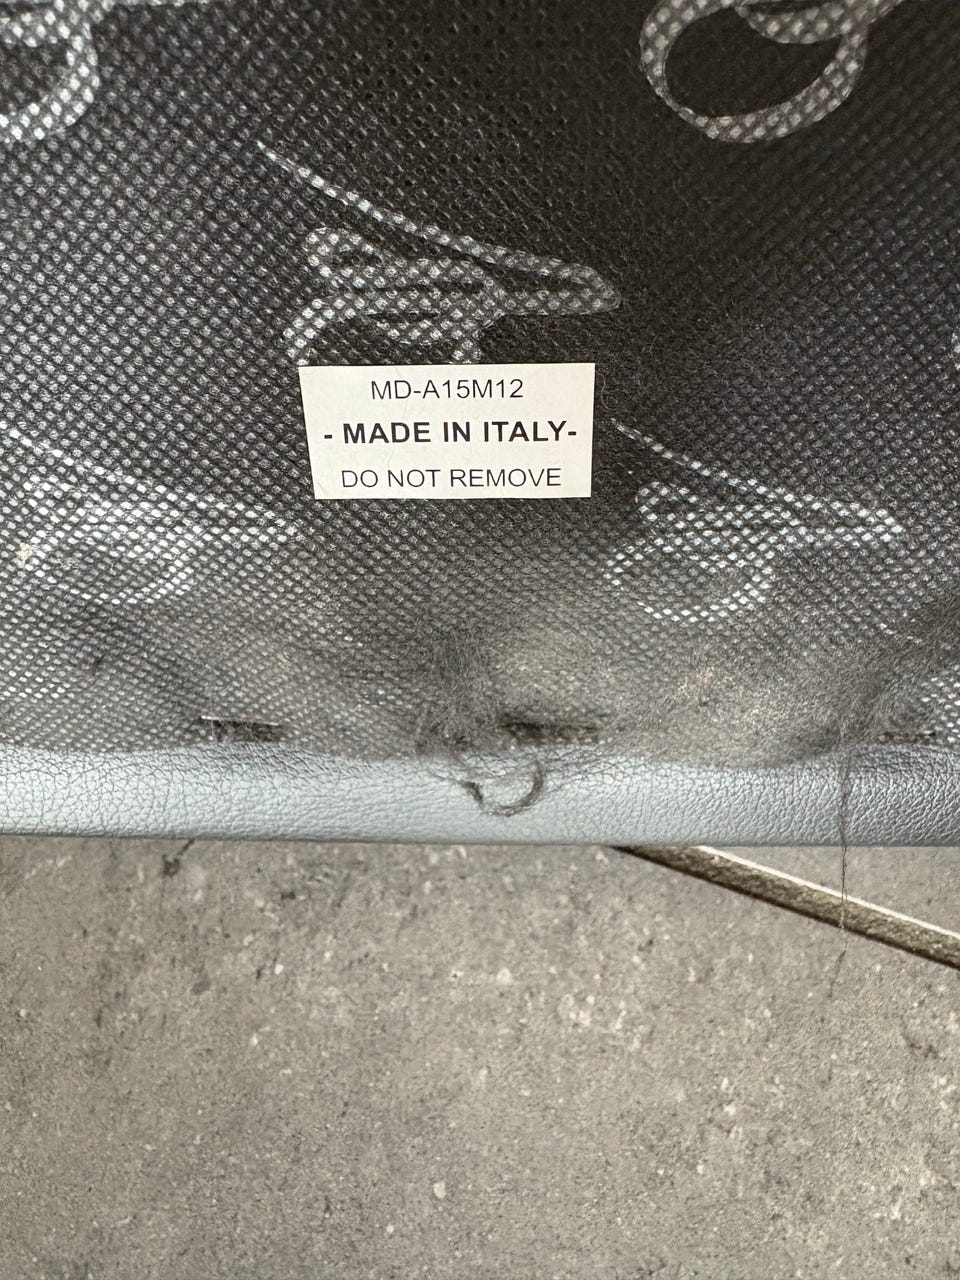 MD-A15M12
- MADE IN ITALY-
DO NOT REMOVE